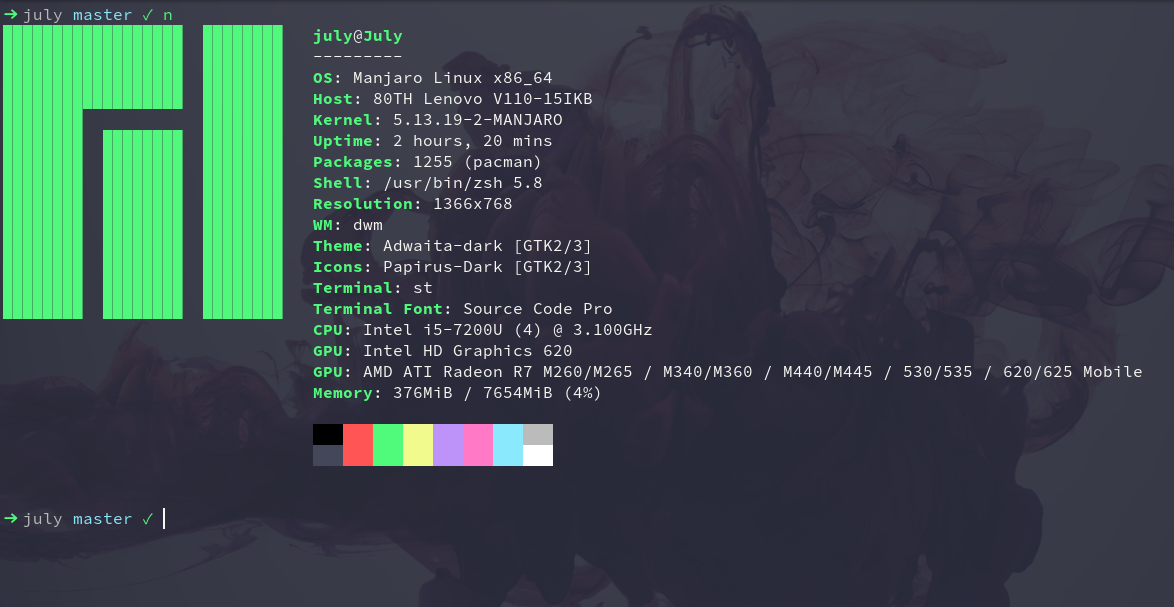 ➜ july master ✓ n
july@July
---------
OS: Manjaro Linux x86_64
Host: 80TH Lenovo V110-15IKB
Kernel: 5.13.19-2-MANJARO
Uptime: 2 hours, 20 mins
Packages: 1255 (pacman)
Shell: /usr/bin/zsh 5.8
Resolution: 1366x768
WM: dwm
Theme: Adwaita-dark [GTK2/3]
Icons: Papirus-Dark [GTK2/3]
Terminal: st
Terminal Font: Source Code Pro
CPU: Intel i5-7200U (4) @ 3.100GHz
GPU: Intel HD Graphics 620
GPU: AMD ATI Radeon R7 M260/M265 / M340/M360 / M440/M445 / 530/535 / 620/625 Mobile
Memory: 376MiB / 7654MiB (4%)
➜ july master ✓